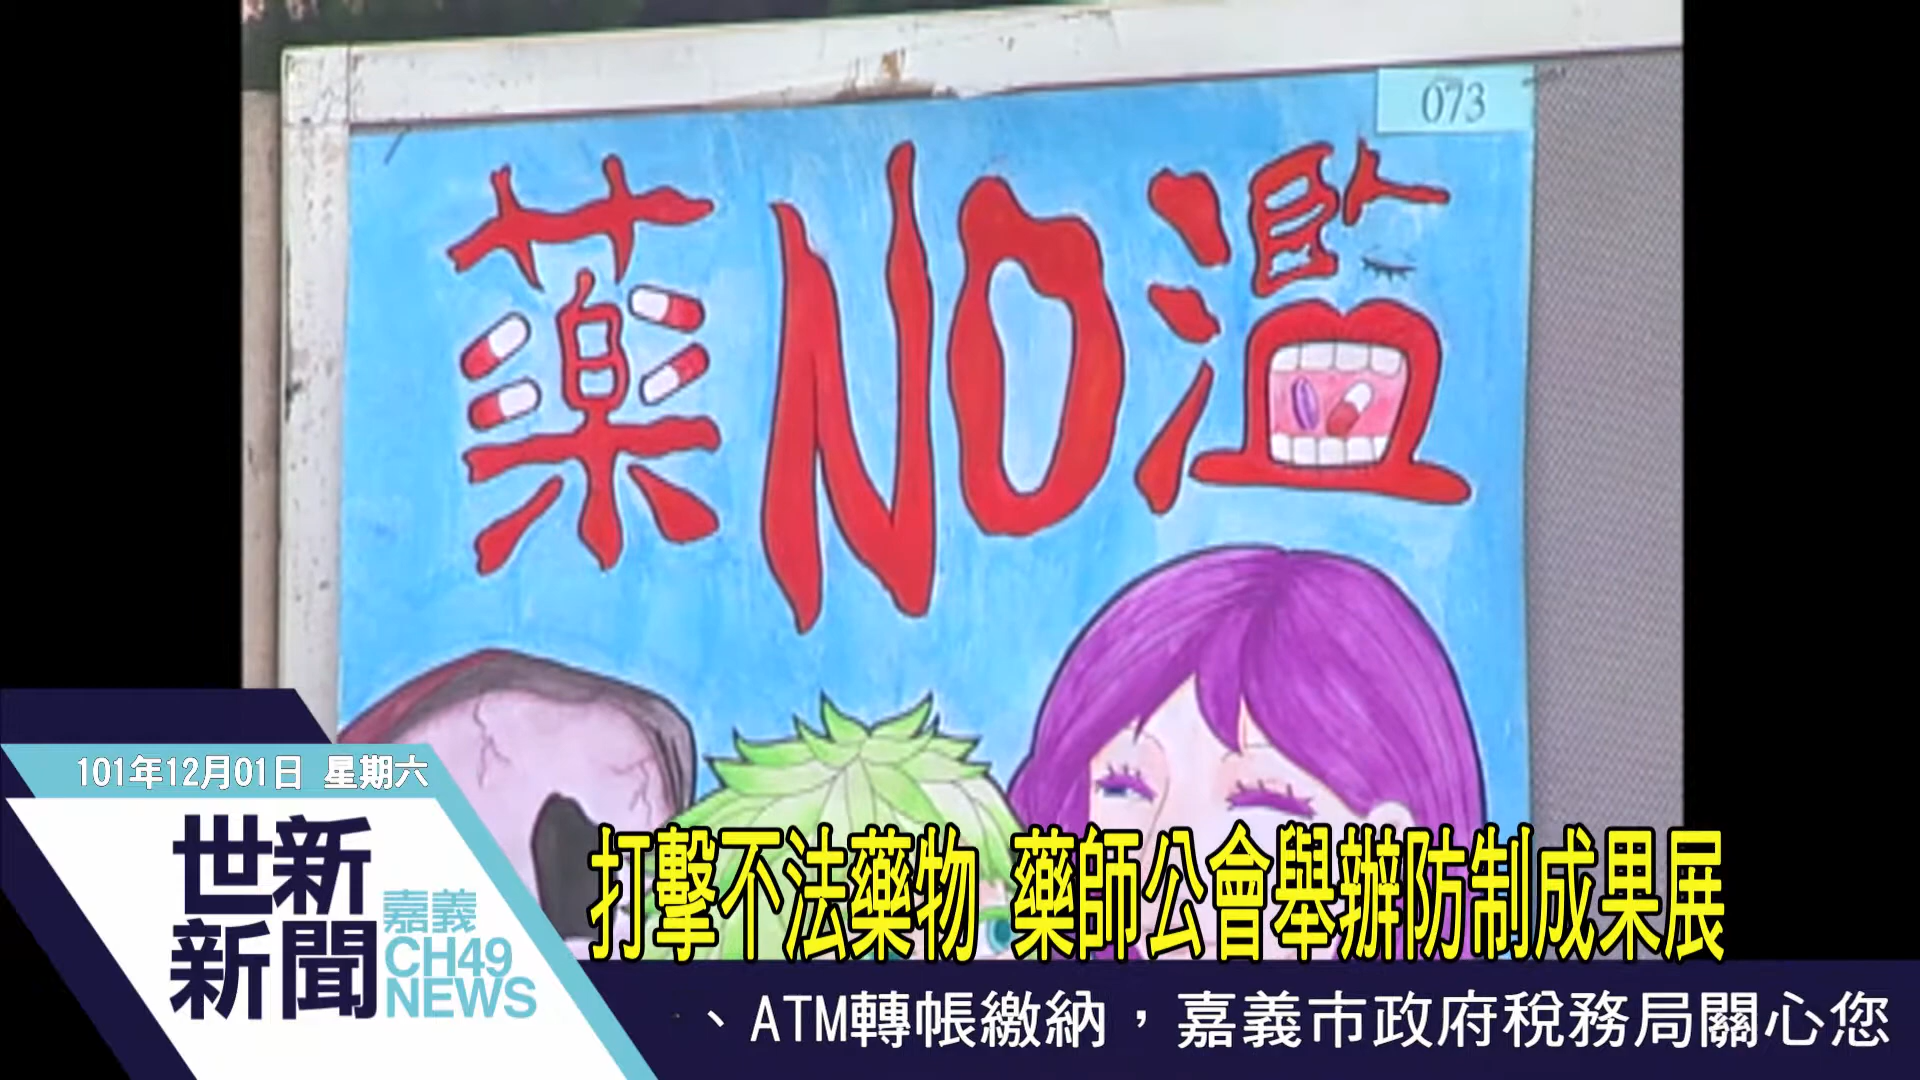 073
藥NO濫
101年12月01日 星期六
世新
新聞
嘉義
CH49
NEWS
打擊不法藥物 藥師公會舉辦防制成果展
、ATM轉帳繳納，嘉義市政府稅務局關心您